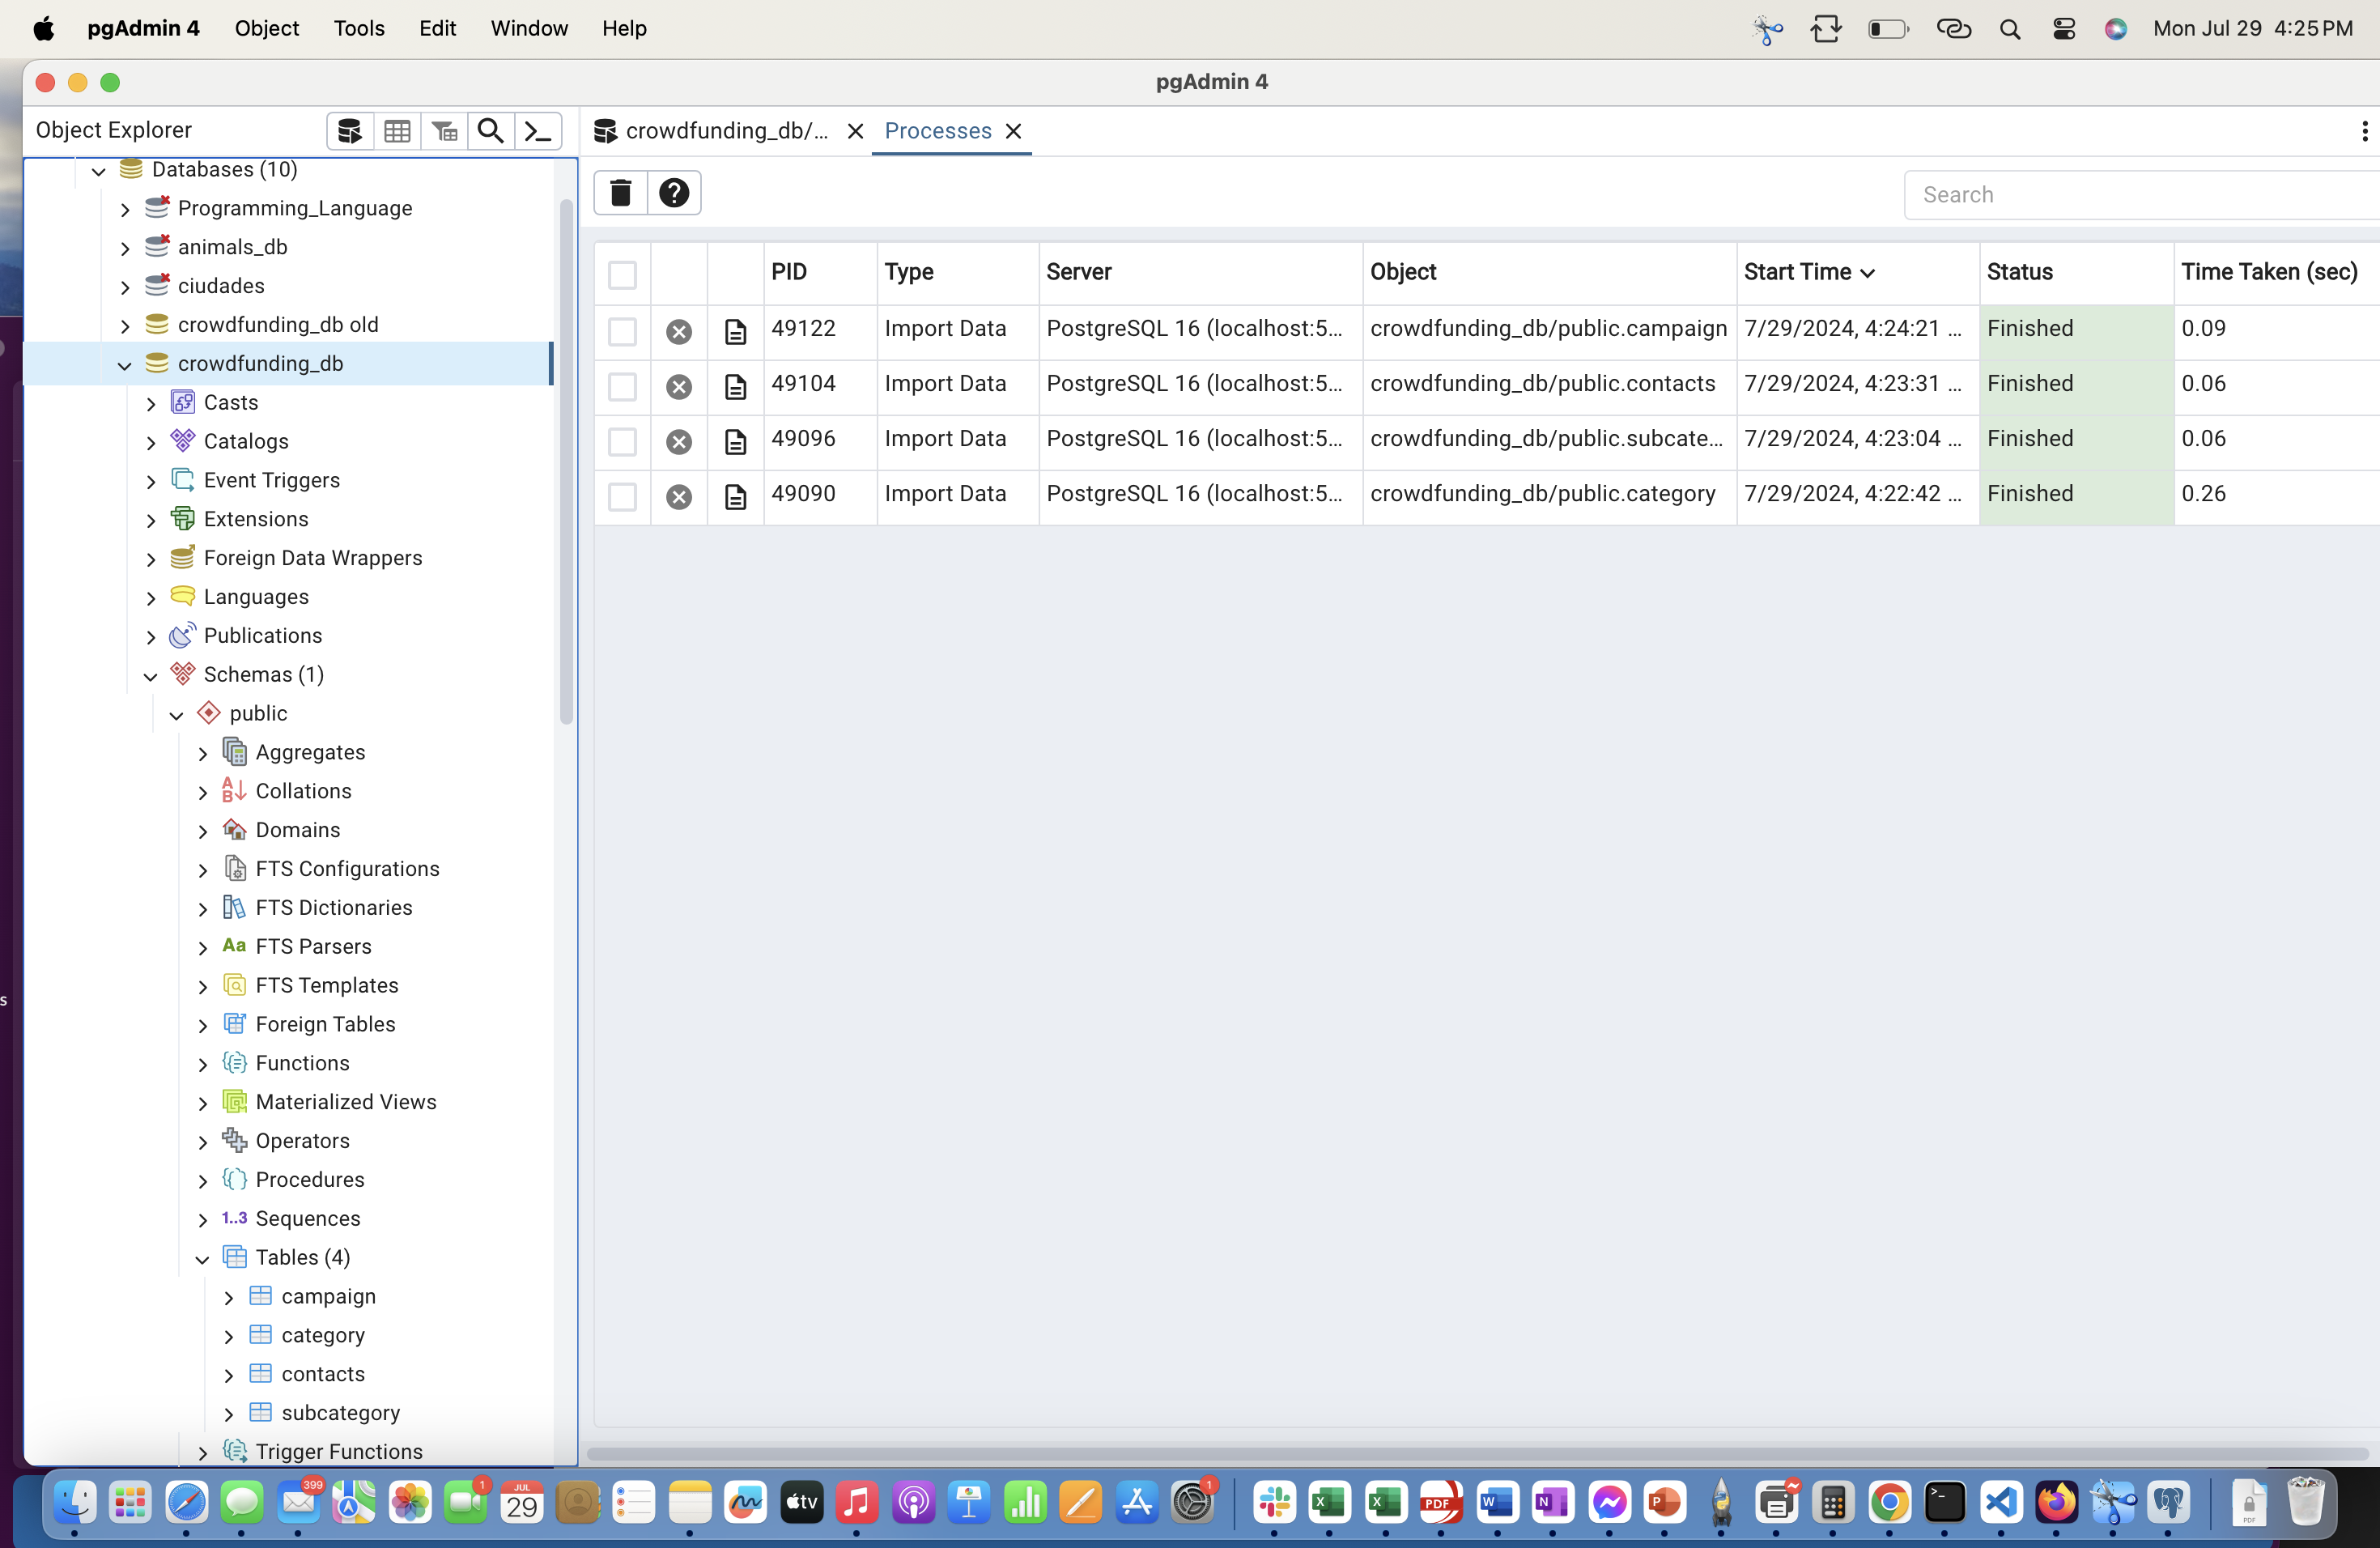 pgAdmin 4 Object Tools Edit Window Help Mon Jul 29 4:25 PM
pgAdmin 4
Object Explorer
crowdfunding_db/... Processes
Databases (10)
Programming_Language
animals_db
ciudades
crowdfunding_db old
crowdfunding_db
Casts
Catalogs
Event Triggers
Extensions
Foreign Data Wrappers
Languages
Publications
Schemas (1)
public
Aggregates
Collations
Domains
FTS Configurations
FTS Dictionaries
Aa FTS Parsers
FTS Templates
Foreign Tables
Functions
Materialized Views
Operators
Procedures
1..3 Sequences
Tables (4)
campaign
category
contacts
subcategory
Trigger Functions
Search
PID Type Server Object Start Time Status Time Taken (sec)
49122 Import Data PostgreSQL 16 (localhost:5... crowdfunding_db/public.campaign 7/29/2024, 4:24:21 ... Finished 0.09
49104 Import Data PostgreSQL 16 (localhost:5... crowdfunding_db/public.contacts 7/29/2024, 4:23:31 ... Finished 0.06
49096 Import Data PostgreSQL 16 (localhost:5... crowdfunding_db/public.subcate... 7/29/2024, 4:23:04 ... Finished 0.06
49090 Import Data PostgreSQL 16 (localhost:5... crowdfunding_db/public.category 7/29/2024, 4:22:42 ... Finished 0.26
s
399 1 JUL 29 tv 1 X X PDF W N P >_ PDF